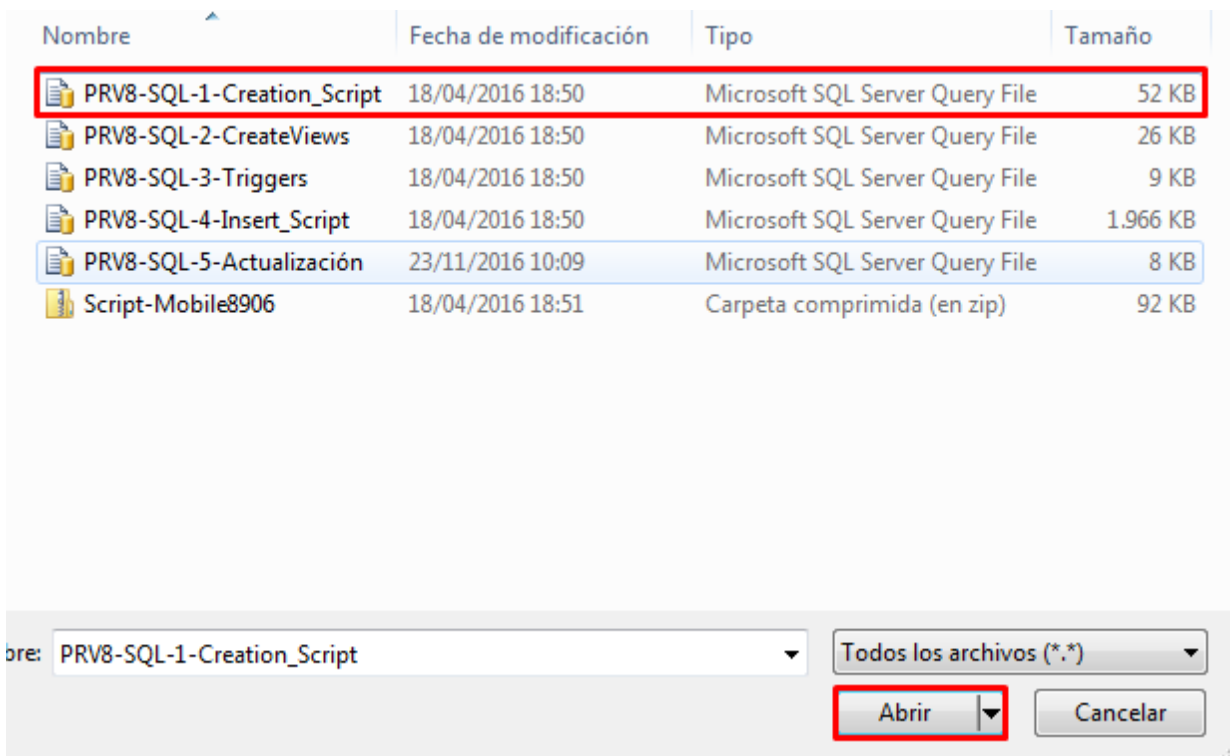 Nombre Fecha de modificación Tipo Tamaño
PRV8-SQL-1-Creation_Script 18/04/2016 18:50 Microsoft SQL Server Query File 52 KB
PRV8-SQL-2-CreateViews 18/04/2016 18:50 Microsoft SQL Server Query File 26 KB
PRV8-SQL-3-Triggers 18/04/2016 18:50 Microsoft SQL Server Query File 9 KB
PRV8-SQL-4-Insert_Script 18/04/2016 18:50 Microsoft SQL Server Query File 1.966 KB
PRV8-SQL-5-Actualización 23/11/2016 10:09 Microsoft SQL Server Query File 8 KB
Script-Mobile8906 18/04/2016 18:51 Carpeta comprimida (en zip) 92 KB
bre: PRV8-SQL-1-Creation_Script Todos los archivos (*.*)
Abrir Cancelar